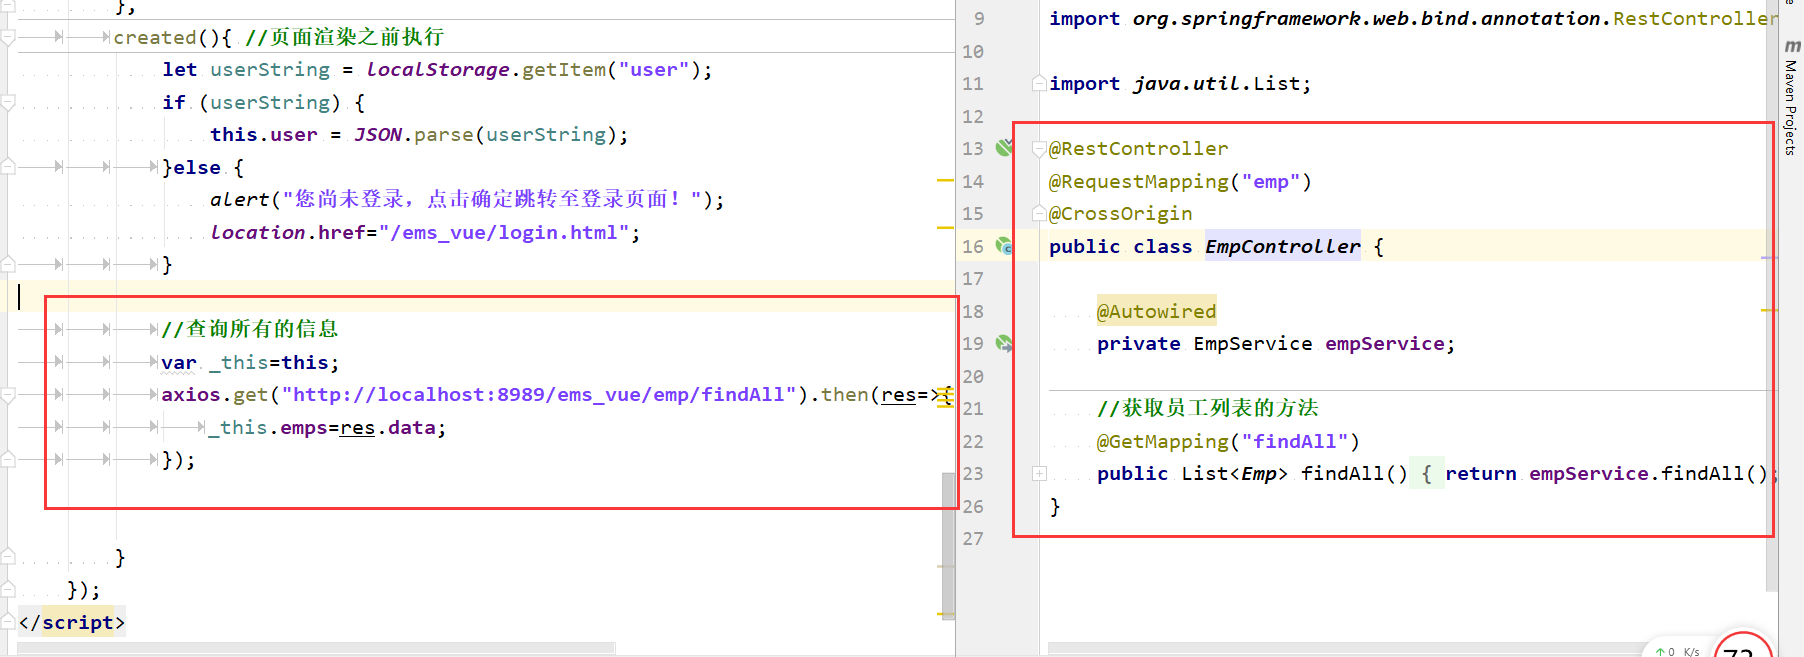 },
created(){ //页面渲染之前执行
let userString = localStorage.getItem("user");
if (userString) {
this.user = JSON.parse(userString);
}else {
alert("您尚未登录，点击确定跳转至登录页面！");
location.href="/ems_vue/login.html";
}
//查询所有的信息
var _this=this;
axios.get("http://localhost:8989/ems_vue/emp/findAll").then(res=>{
_this.emps=res.data;
});
}
});
</script>
9 import org.springframework.web.bind.annotation.RestController
10
11 import java.util.List;
12
13 @RestController
14 @RequestMapping("emp")
15 @CrossOrigin
16 public class EmpController {
17
18 @Autowired
19 private EmpService empService;
20
21 //获取员工列表的方法
22 @GetMapping("findAll")
23 public List<Emp> findAll() { return empService.findAll();
26 }
27
m Maven Projects
↑ 0 K/s